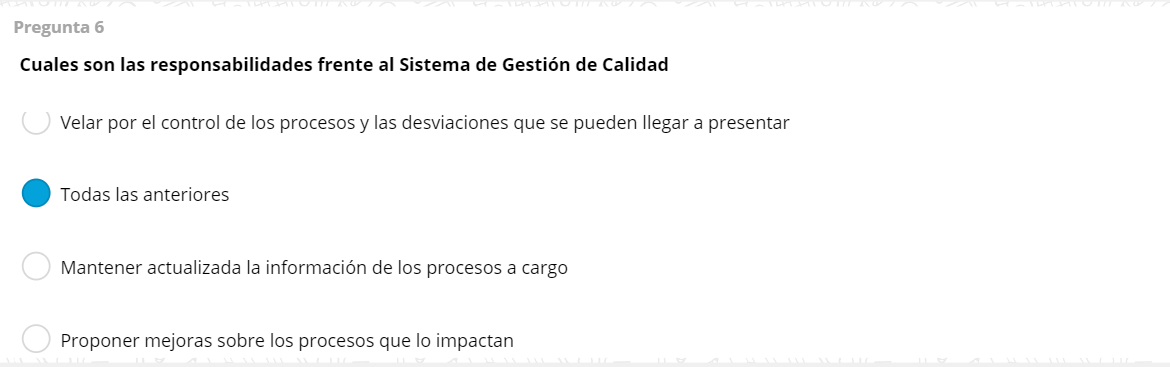 Pregunta 6
Cuales son las responsabilidades frente al Sistema de Gestión de Calidad
Velar por el control de los procesos y las desviaciones que se pueden llegar a presentar
Todas las anteriores
Mantener actualizada la información de los procesos a cargo
Proponer mejoras sobre los procesos que lo impactan